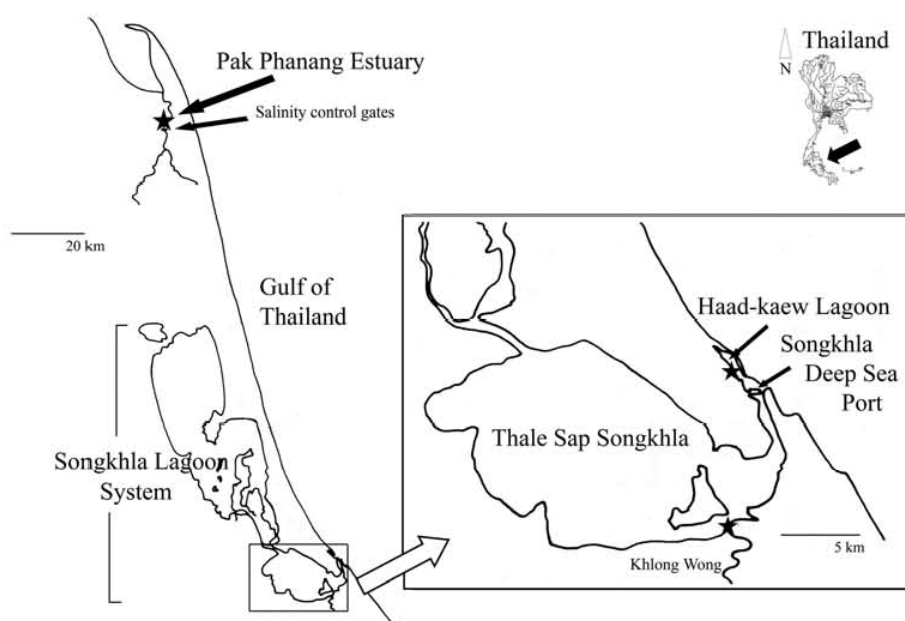 Pak Phanang Estuary
Salinity control gates
Thailand
N
20 km
Gulf of
Thailand
Songkhla Lagoon
System
Haad-kaew Lagoon
Songkhla
Deep Sea
Port
Thale Sap Songkhla
5 km
Khlong Wong